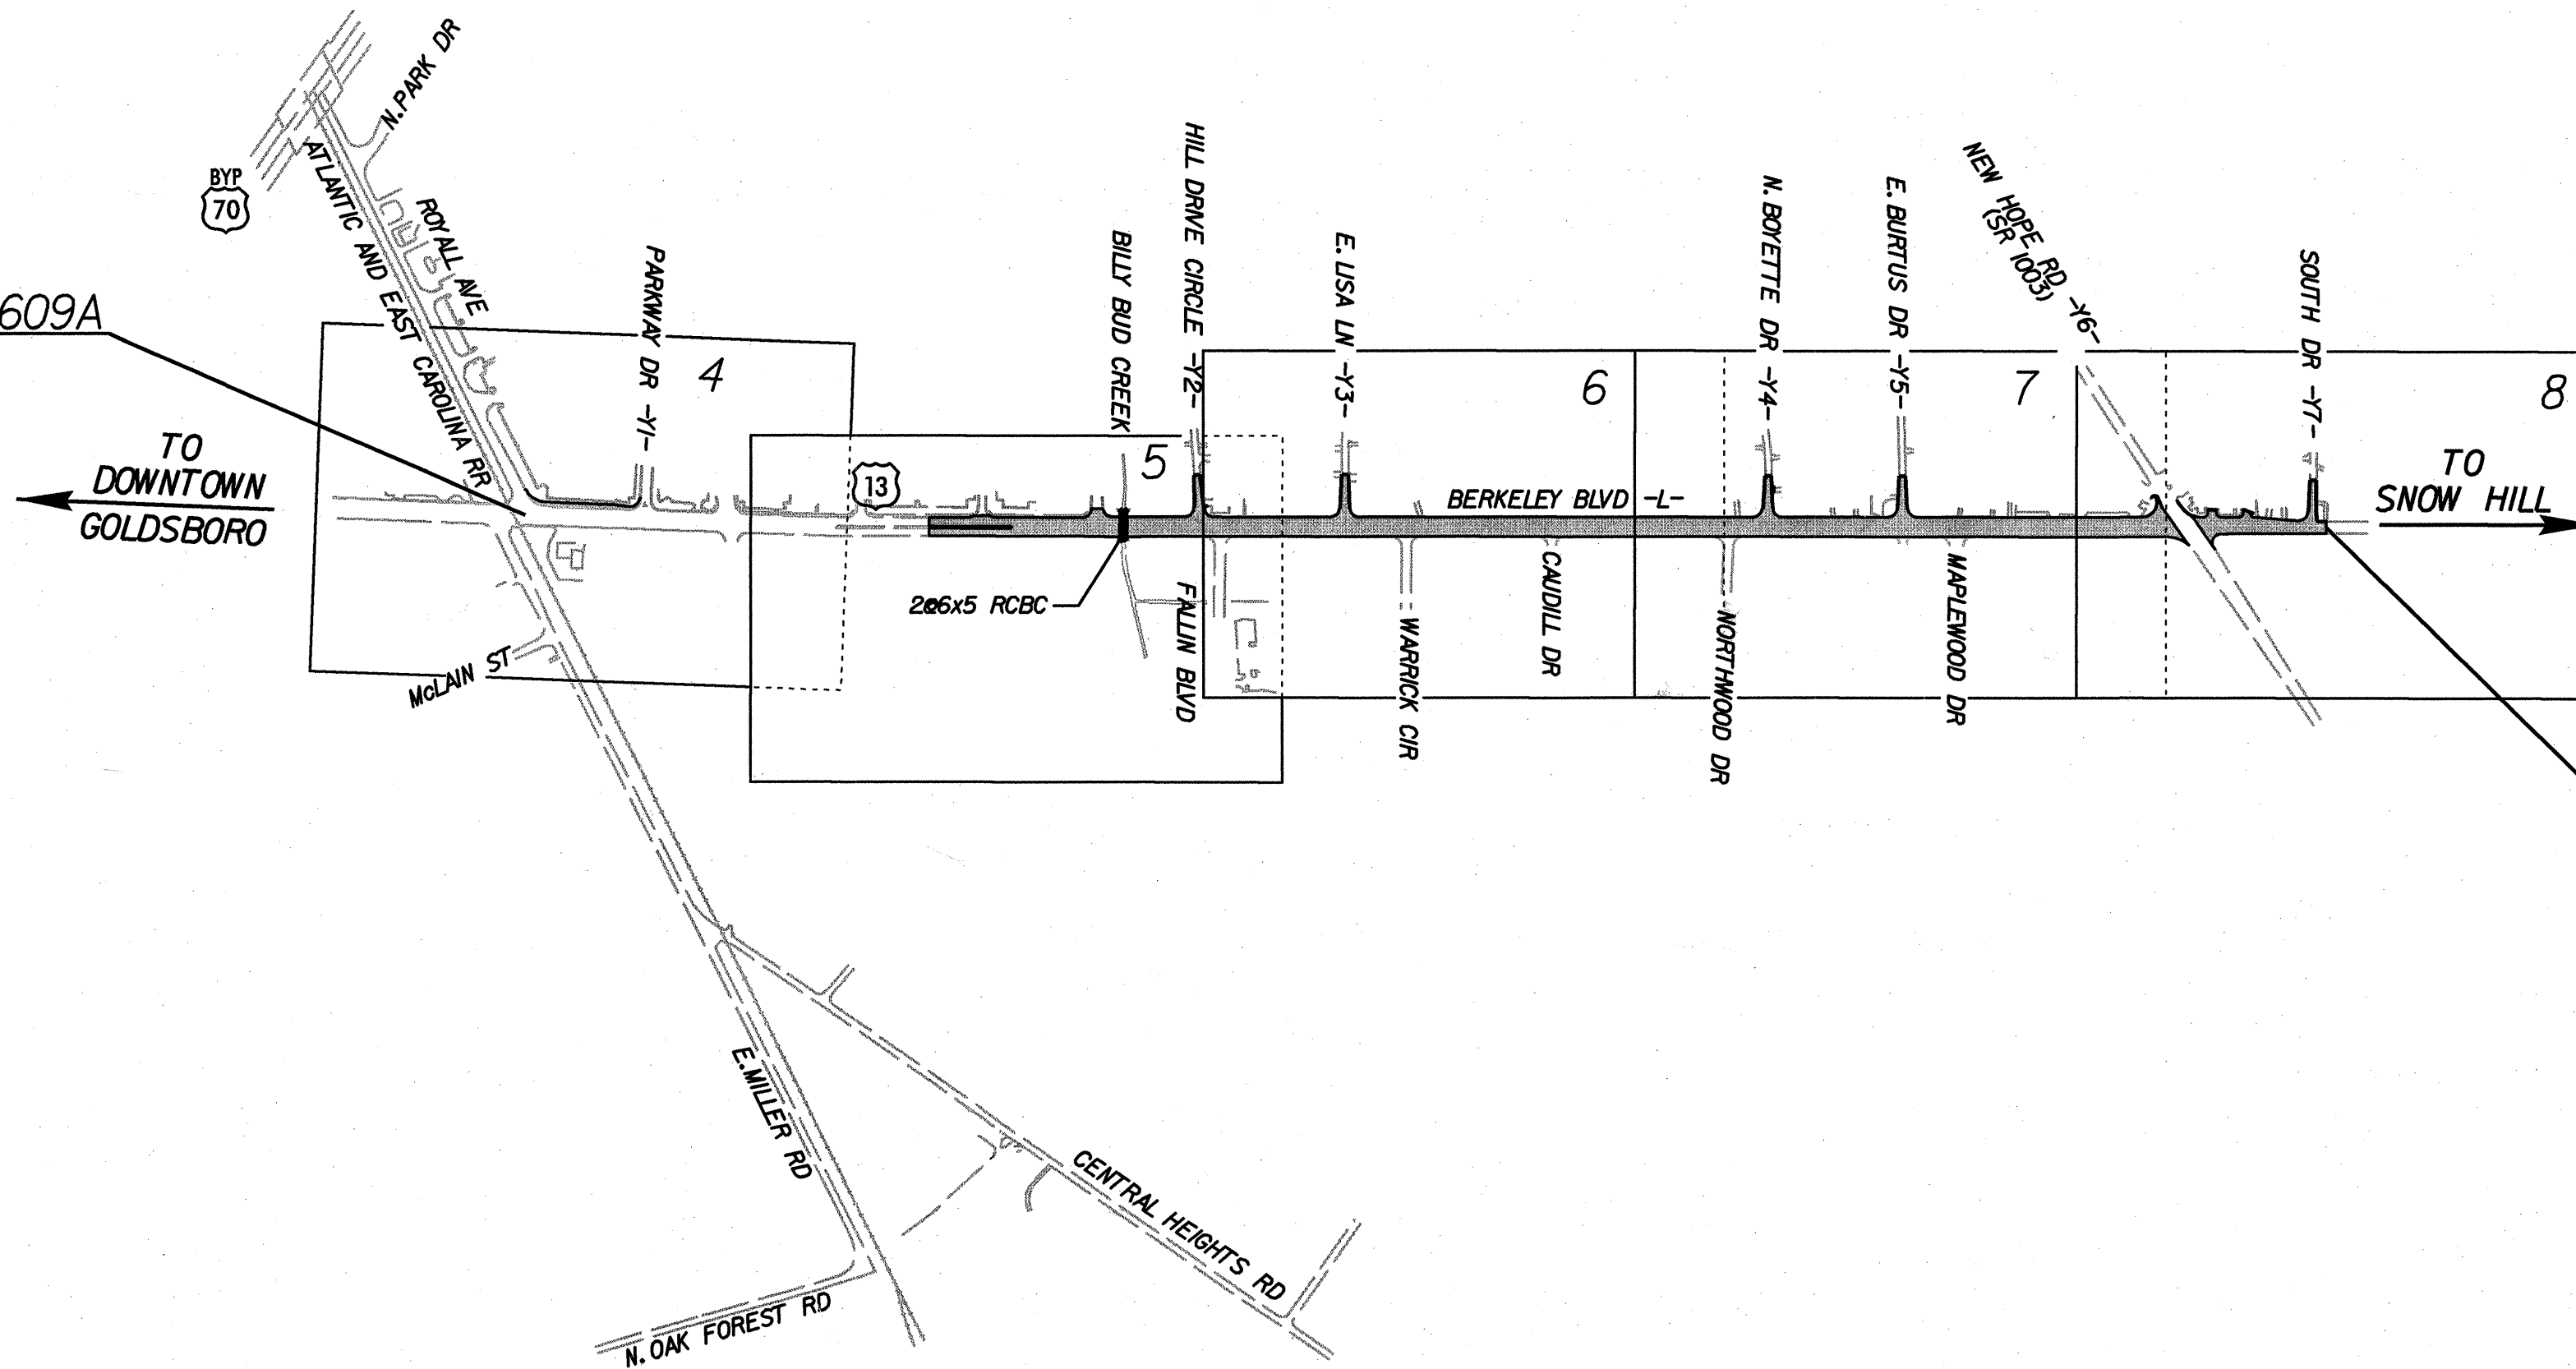 N. PARK DR
BYP
70
ATLANTIC AND EAST CAROLINA RR
ROYALL AVE
609A
TO
DOWNTOWN
GOLDSBORO
PARKWAY DR -Y1-
4
McLAIN ST
13
BILLY BUD CREEK
5
HILL DRIVE CIRCLE -Y2-
2@6x5 RCBC
FALLIN BLVD
E. LISA LN -Y3-
6
BERKELEY BLVD -L-
WARRICK CIR
CAUDILL DR
NORTHWOOD DR
N. BOYETTE DR -Y4-
E. BURTUS DR -Y5-
7
MAPLEWOOD DR
NEW HOPE RD -Y6-
(SR 1003)
SOUTH DR -Y7-
8
TO
SNOW HILL
E. MILLER RD
CENTRAL HEIGHTS RD
N. OAK FOREST RD